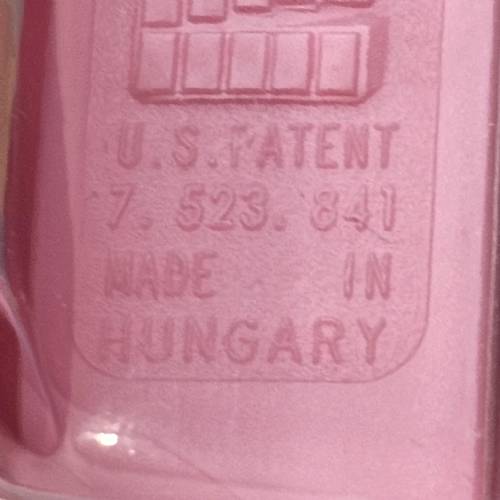 U.S. PATENT
7. 523. 841
MADE IN
HUNGARY